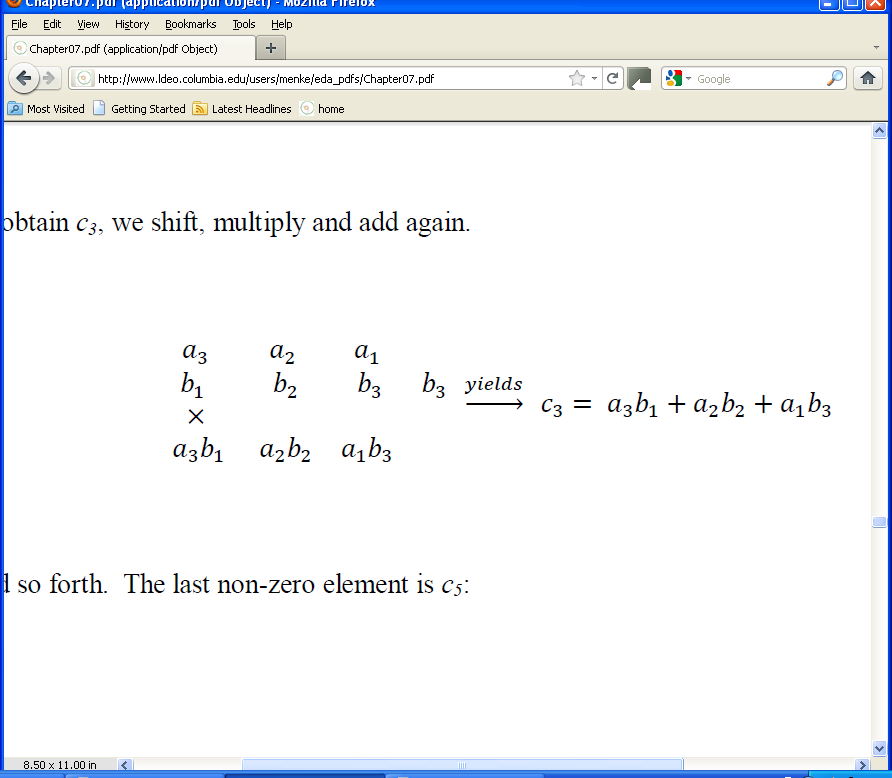 Chapter07.pdf (application/pdf Object) - Mozilla Firefox
File Edit View History Bookmarks Tools Help
Chapter07.pdf (application/pdf Object) +
http://www.ldeo.columbia.edu/users/menke/eda_pdfs/Chapter07.pdf Google
Most Visited Getting Started Latest Headlines home
obtain c₃, we shift, multiply and add again.
a₃ a₂ a₁
b₁ b₂ b₃ b₃ yields
× ⟶ c₃ = a₃b₁ + a₂b₂ + a₁b₃
a₃b₁ a₂b₂ a₁b₃
d so forth. The last non-zero element is c₅:
8.50 x 11.00 in